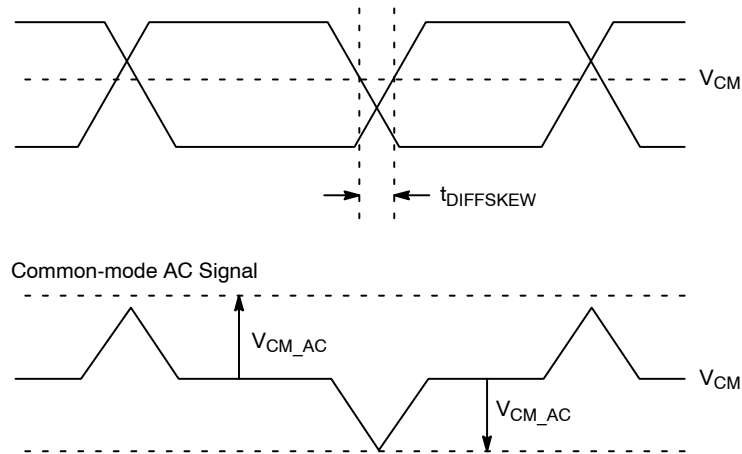 VCM
tDIFFSKEW
Common-mode AC Signal
VCM_AC
VCM
VCM_AC